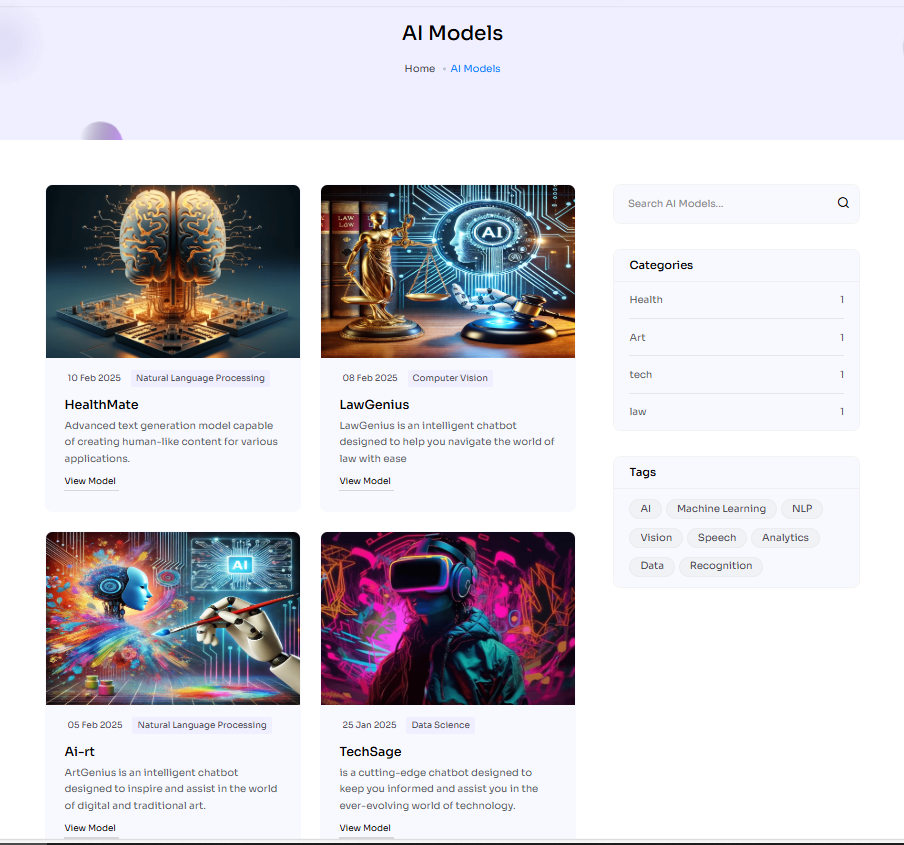 AI Models
Home • AI Models
LAW LAW
LOW LOW
AI
10 Feb 2025 Natural Language Processing
HealthMate
Advanced text generation model capable
of creating human-like content for various
applications.
View Model
08 Feb 2025 Computer Vision
LawGenius
LawGenius is an intelligent chatbot
designed to help you navigate the world of
law with ease
View Model
AI
05 Feb 2025 Natural Language Processing
Ai-rt
ArtGenius is an intelligent chatbot
designed to inspire and assist in the world
of digital and traditional art.
View Model
25 Jan 2025 Data Science
TechSage
is a cutting-edge chatbot designed to
keep you informed and assist you in the
ever-evolving world of technology.
View Model
Search AI Models...
Categories
Health 1
Art 1
tech 1
law 1
Tags
AI Machine Learning NLP
Vision Speech Analytics
Data Recognition